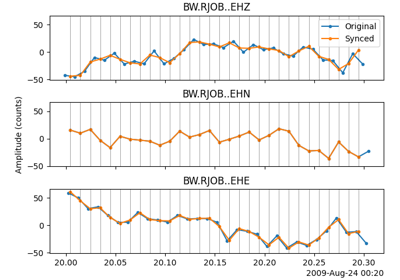 BW.RJOB..EHZ
50
0
−50
Original
Synced
BW.RJOB..EHN
50
0
−50
Amplitude (counts)
BW.RJOB..EHE
50
0
−50
20.00 20.05 20.10 20.15 20.20 20.25 20.30
2009-Aug-24 00:20